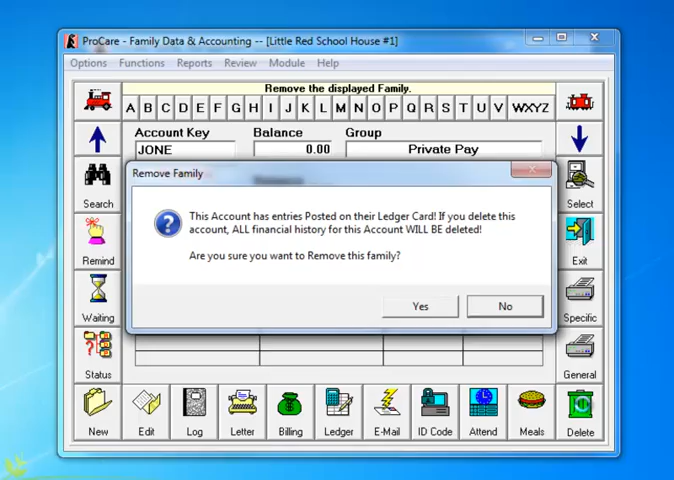 ProCare - Family Data & Accounting -- [Little Red School House #1]
Options Functions Reports Review Module Help
Remove the displayed Family.
A B C D E F G H I J K L M N O P Q R S T U V WXYZ
Account Key Balance Group
JONE 0.00 Private Pay
Remove Family
Search
Select
This Account has entries Posted on their Ledger Card! If you delete this
account, ALL financial history for this Account WILL BE deleted!
Are you sure you want to Remove this family?
Remind
Exit
Yes No
Waiting
Specific
Status
General
New Edit Log Letter Billing Ledger E-Mail ID Code Attend Meals Delete